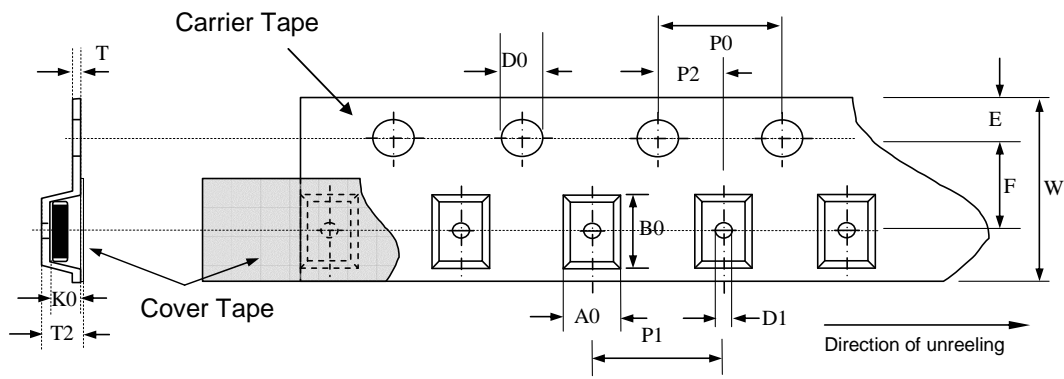 Carrier Tape
T
D0
P0
P2
E
W
F
B0
K0
Cover Tape
T2
A0
D1
P1
Direction of unreeling